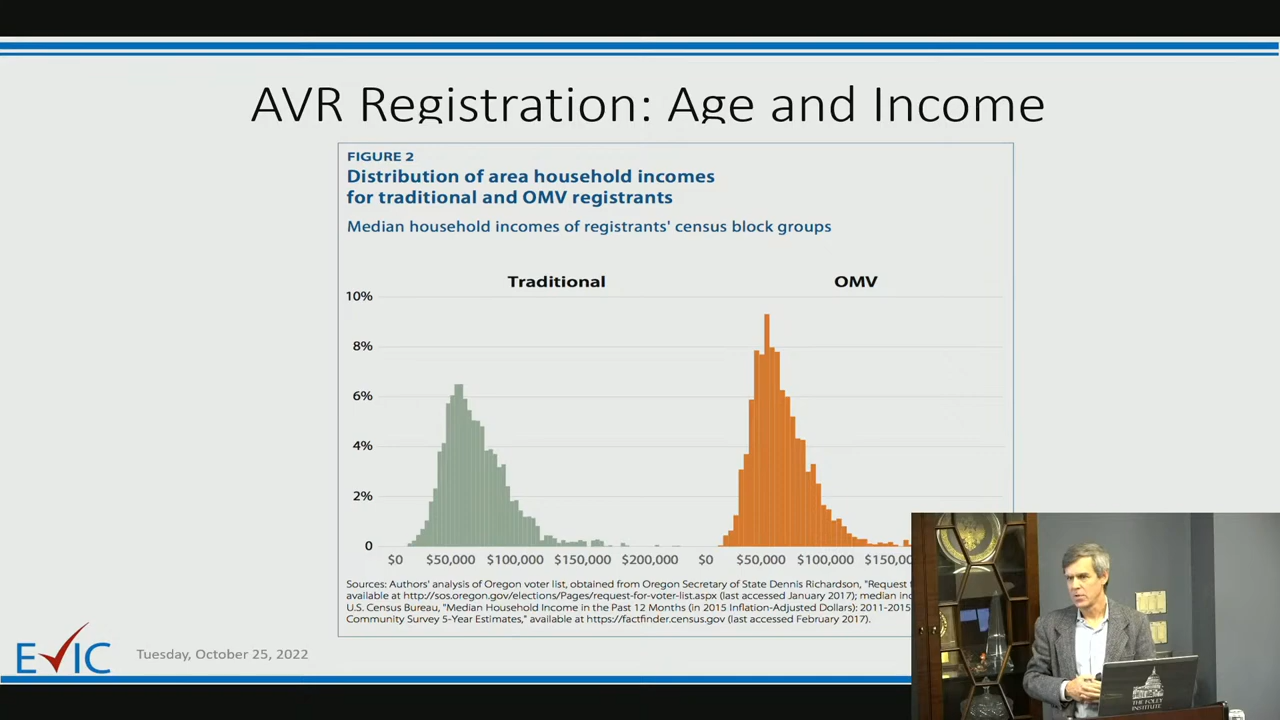 AVR Registration: Age and Income
FIGURE 2
Distribution of area household incomes
for traditional and OMV registrants
Median household incomes of registrants' census block groups
Traditional
OMV
10%
8%
6%
4%
2%
0
$0 $50,000 $100,000 $150,000 $200,000 $0 $50,000 $100,000 $150,00
Sources: Authors' analysis of Oregon voter list, obtained from Oregon Secretary of State Dennis Richardson, "Request
available at http://sos.oregon.gov/elections/Pages/request-for-voter-list.aspx (last accessed January 2017); median
U.S. Census Bureau, "Median Household Income in the Past 12 Months (in 2015 Inflation-Adjusted Dollars): 2011-2015
Community Survey 5-Year Estimates," available at https://factfinder.census.gov (last accessed February 2017).
EVIC
Tuesday, October 25, 2022
THE FOLEY
INSTITUTE